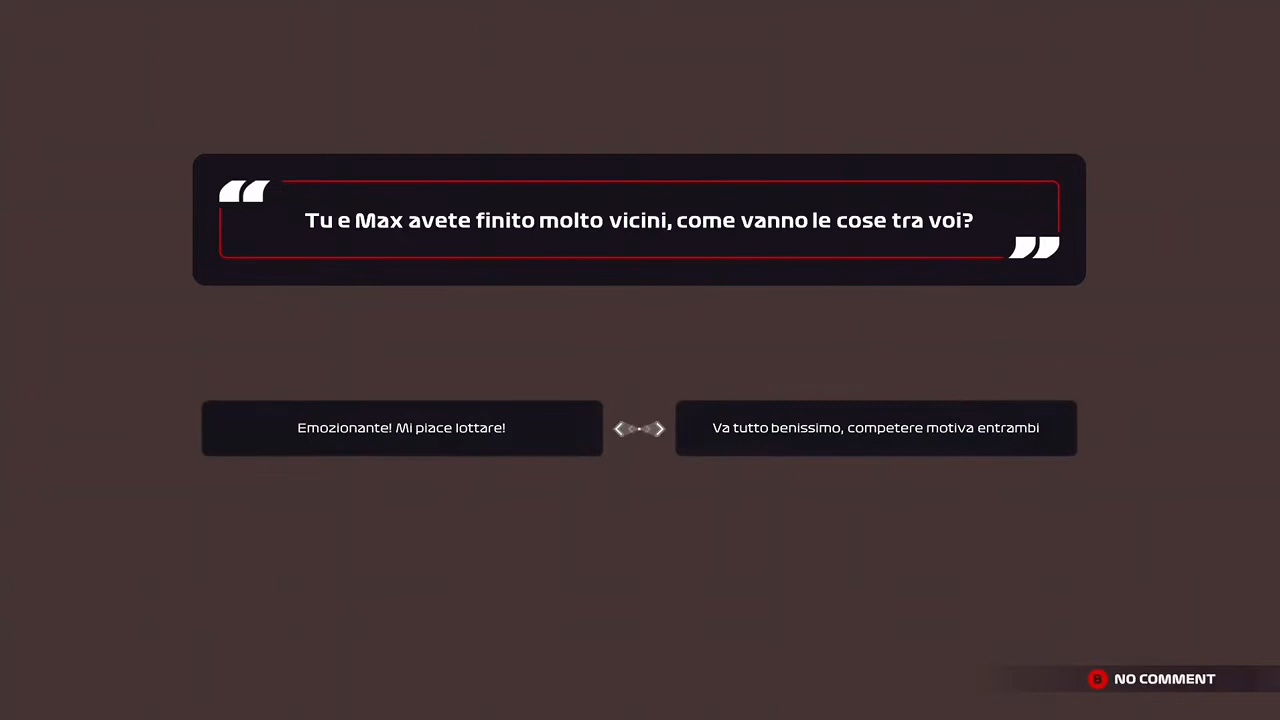 Tu e Max avete finito molto vicini, come vanno le cose tra voi?
Emozionante! Mi piace lottare!
Va tutto benissimo, competere motiva entrambi
B NO COMMENT